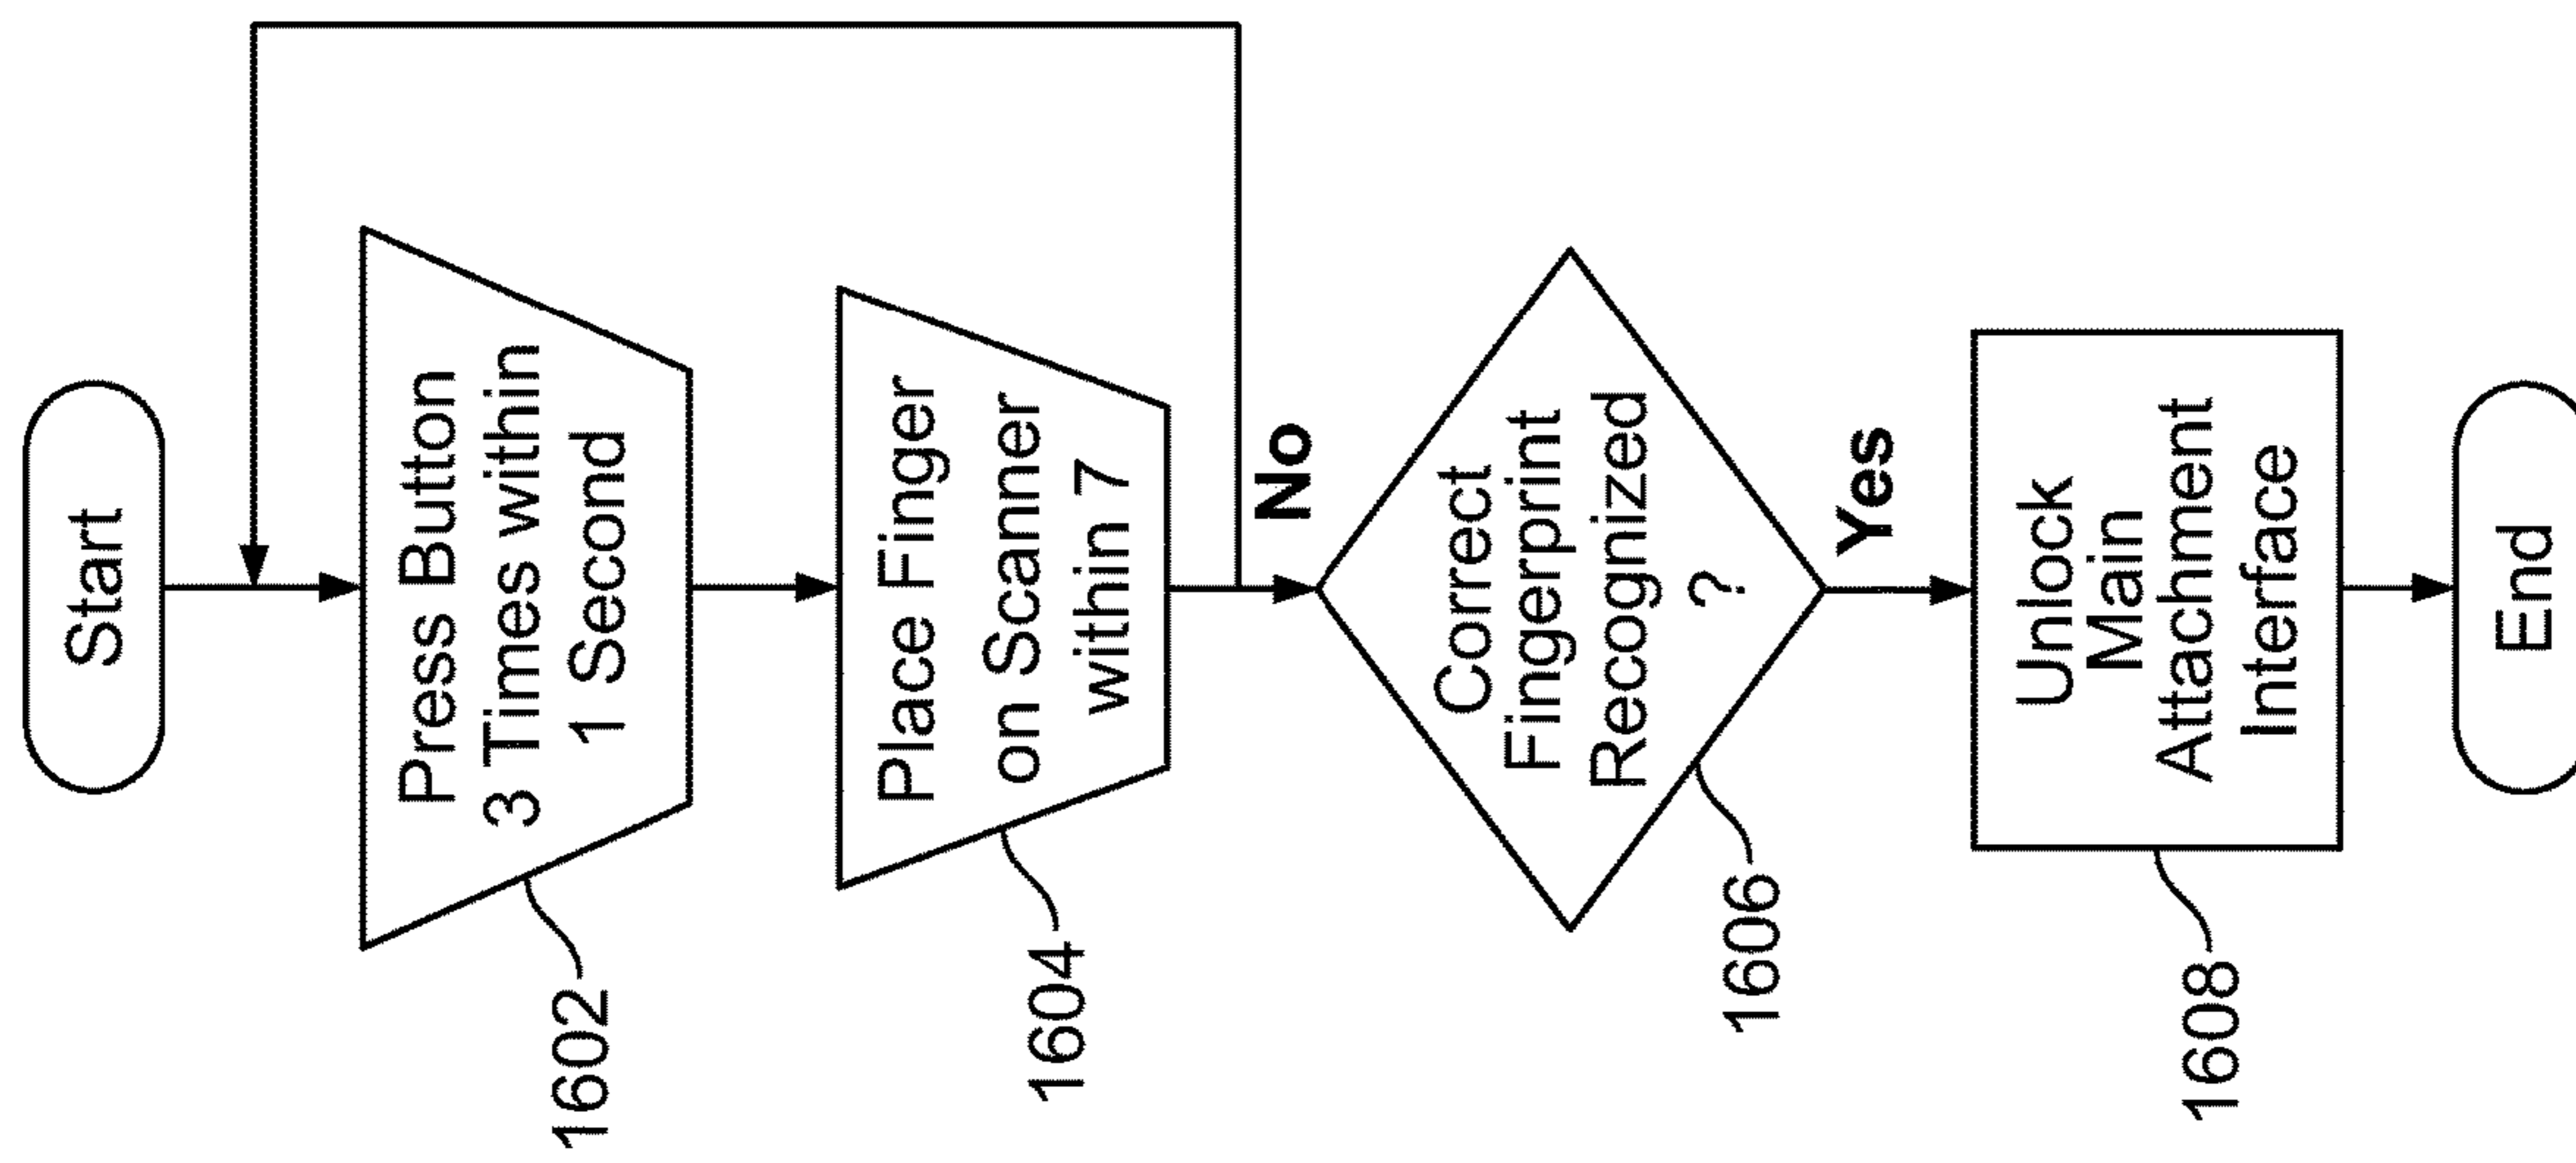 Start
Press Button
3 Times within
1 Second
1602
Place Finger
on Scanner
within 7
1604
No
Correct
Fingerprint
Recognized
?
1606
Yes
Unlock
Main
Attachment
Interface
1608
End